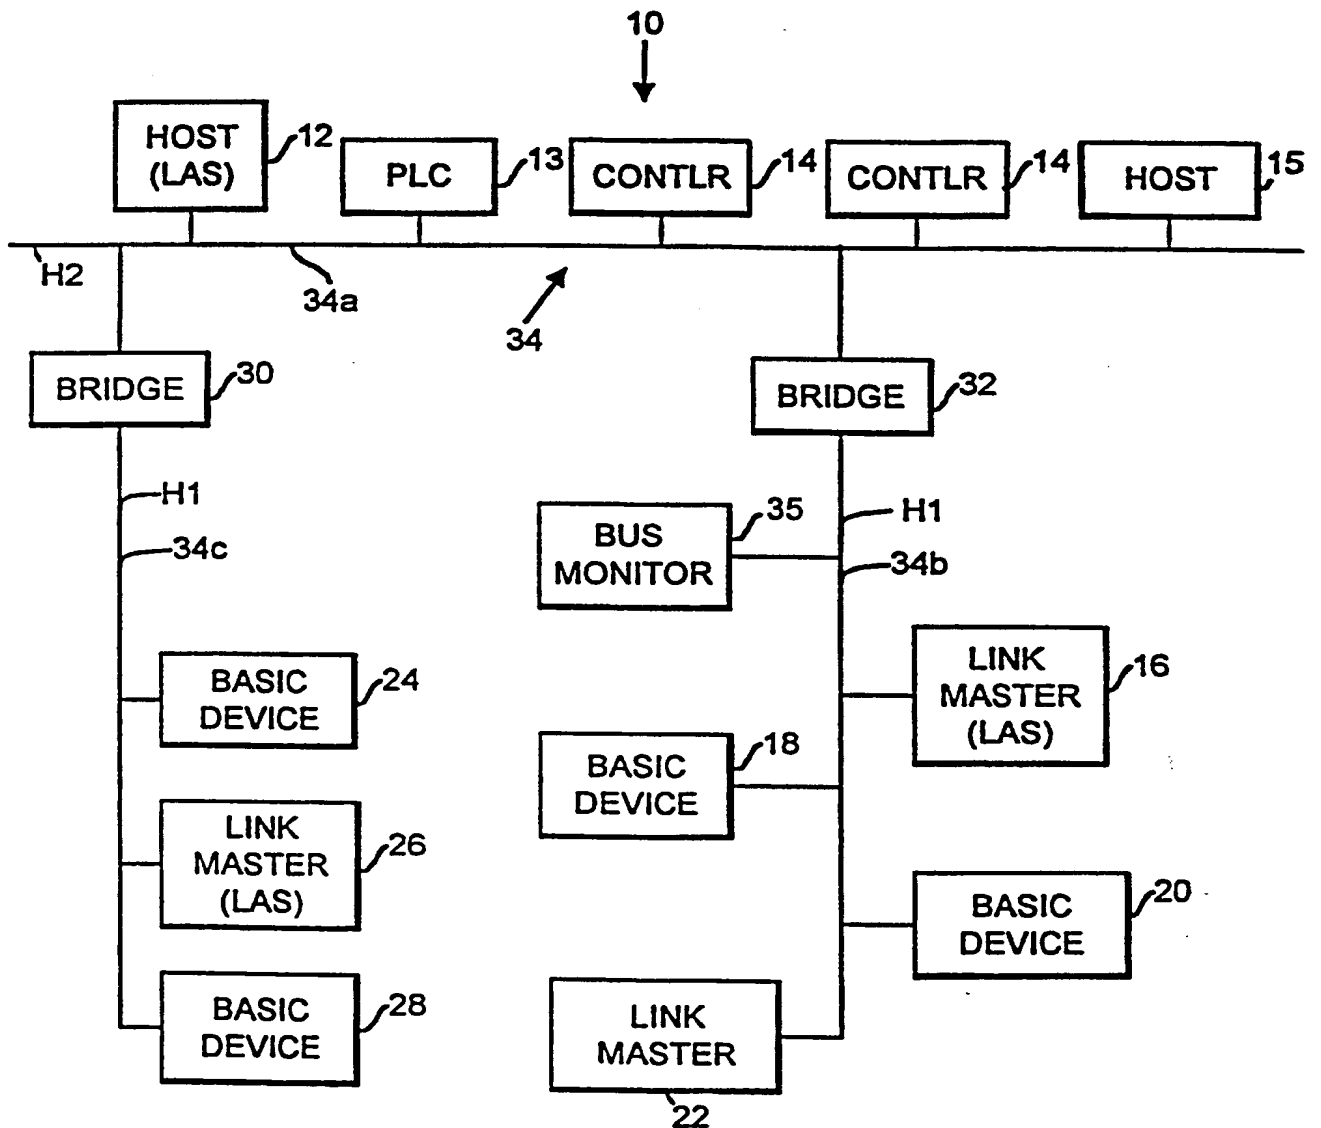 10
HOST
(LAS)
12
PLC
13
CONTLR
14
CONTLR
14
HOST
15
H2
34a
34
BRIDGE
30
BRIDGE
32
H1
34c
BUS
MONITOR
35
H1
34b
BASIC
DEVICE
24
LINK
MASTER
(LAS)
16
BASIC
DEVICE
18
LINK
MASTER
(LAS)
26
BASIC
DEVICE
20
BASIC
DEVICE
28
LINK
MASTER
22